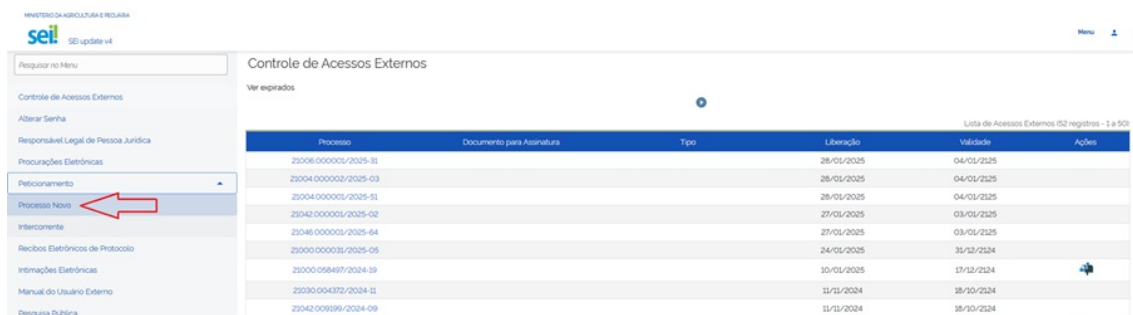 MINISTÉRIO DA AGRICULTURA E PECUÁRIA
sei! SEI update v4
Menu
Pesquisar no Menu
Controle de Acessos Externos
Alterar Senha
Responsável Legal de Pessoa Jurídica
Procurações Eletrônicas
Peticionamento
Processo Novo
Intercorrente
Recibos Eletrônicos de Protocolo
Intimações Eletrônicas
Manual do Usuário Externo
Pesquisa Pública
Controle de Acessos Externos
Ver expirados
Lista de Acessos Externos (52 registros - 1 a 50):
Processo Documento para Assinatura Tipo Liberação Validade Ações
21006.000001/2025-31 28/01/2025 04/01/2125
21004.000002/2025-03 28/01/2025 04/01/2125
21004.000001/2025-51 28/01/2025 04/01/2125
21042.000001/2025-02 27/01/2025 03/01/2125
21046.000001/2025-64 27/01/2025 03/01/2125
21000.000031/2025-05 24/01/2025 31/12/2124
21000.058497/2024-19 10/01/2025 17/12/2124
21030.004372/2024-11 11/11/2024 18/10/2124
21042.009199/2024-09 11/11/2024 18/10/2124